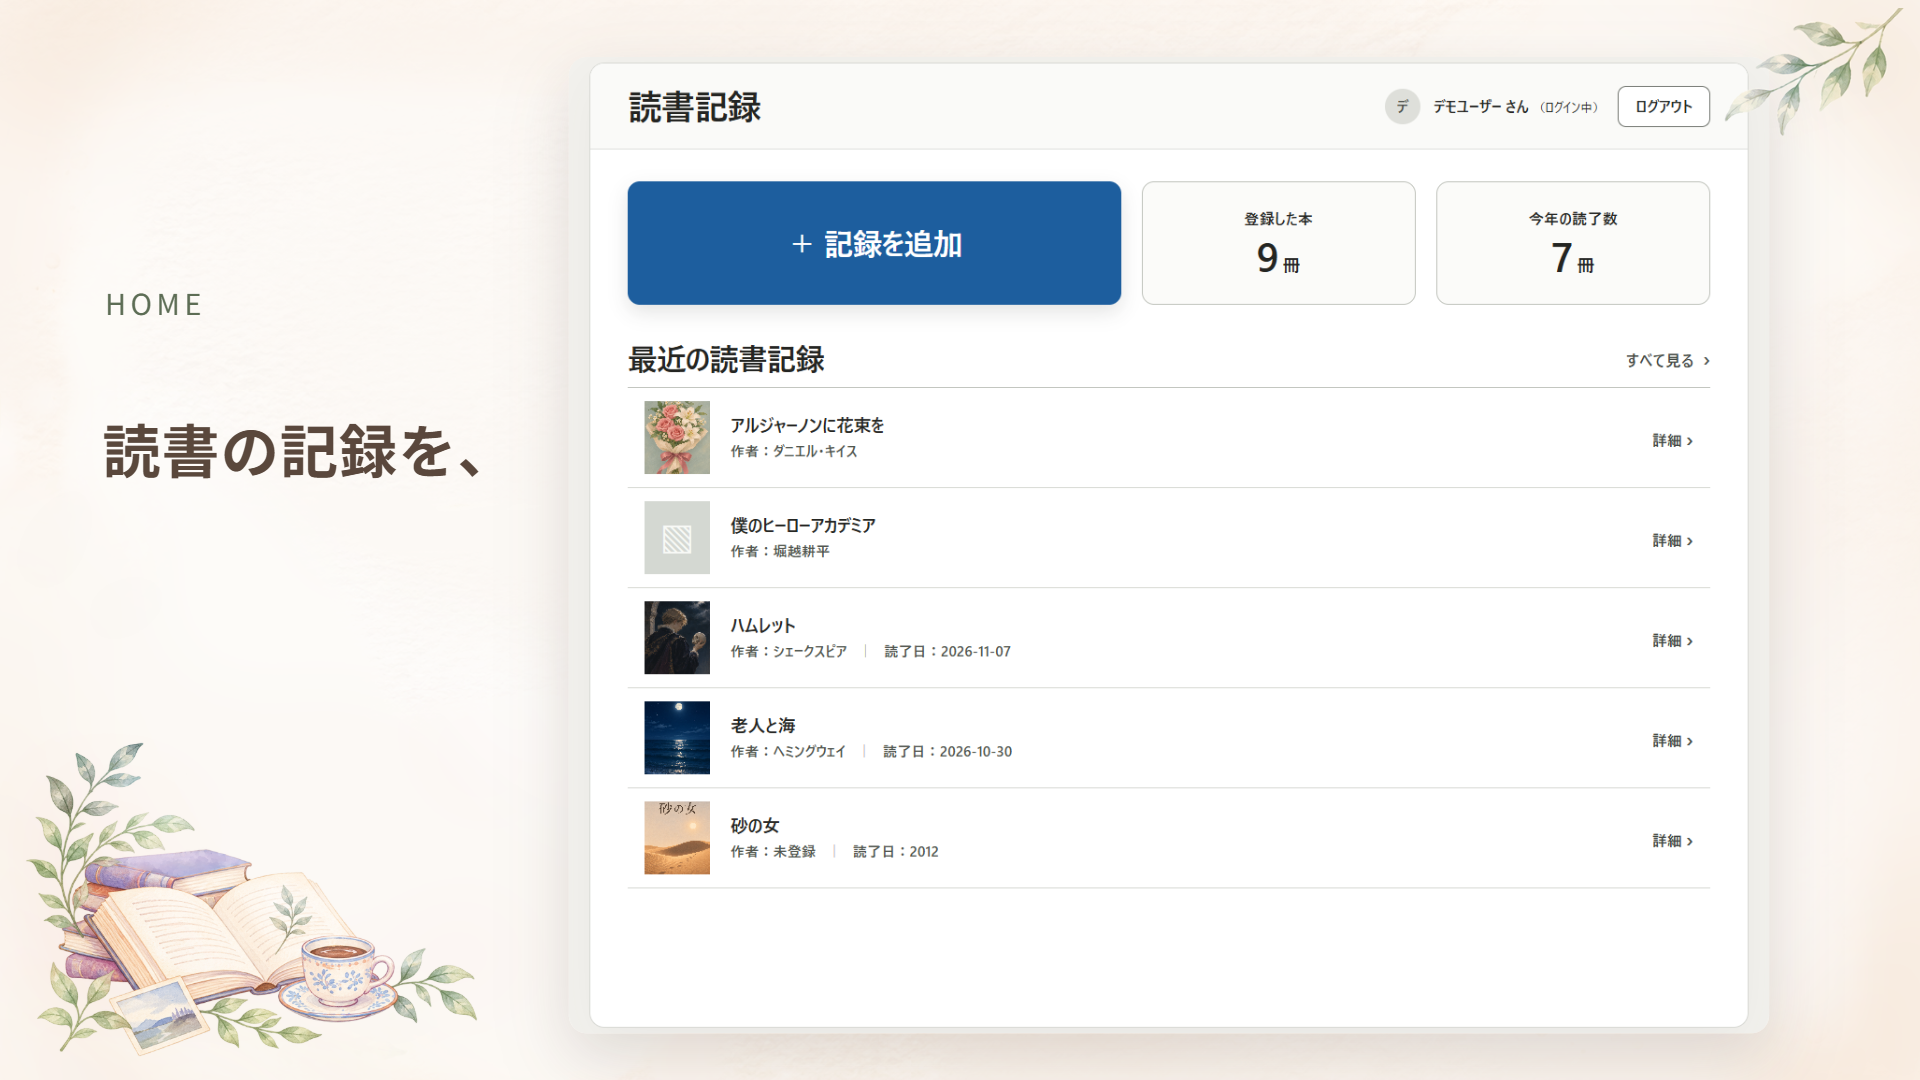 HOME
読書の記録を、
読書記録
デ デモユーザー さん (ログイン中) ログアウト
＋ 記録を追加
登録した本
9冊
今年の読了数
7冊
最近の読書記録
すべて見る ›
アルジャーノンに花束を
作者：ダニエル・キイス
詳細 ›
僕のヒーローアカデミア
作者：堀越耕平
詳細 ›
ハムレット
作者：シェークスピア | 読了日：2026-11-07
詳細 ›
老人と海
作者：ヘミングウェイ | 読了日：2026-10-30
詳細 ›
砂の女
砂の女
作者：未登録 | 読了日：2012
詳細 ›